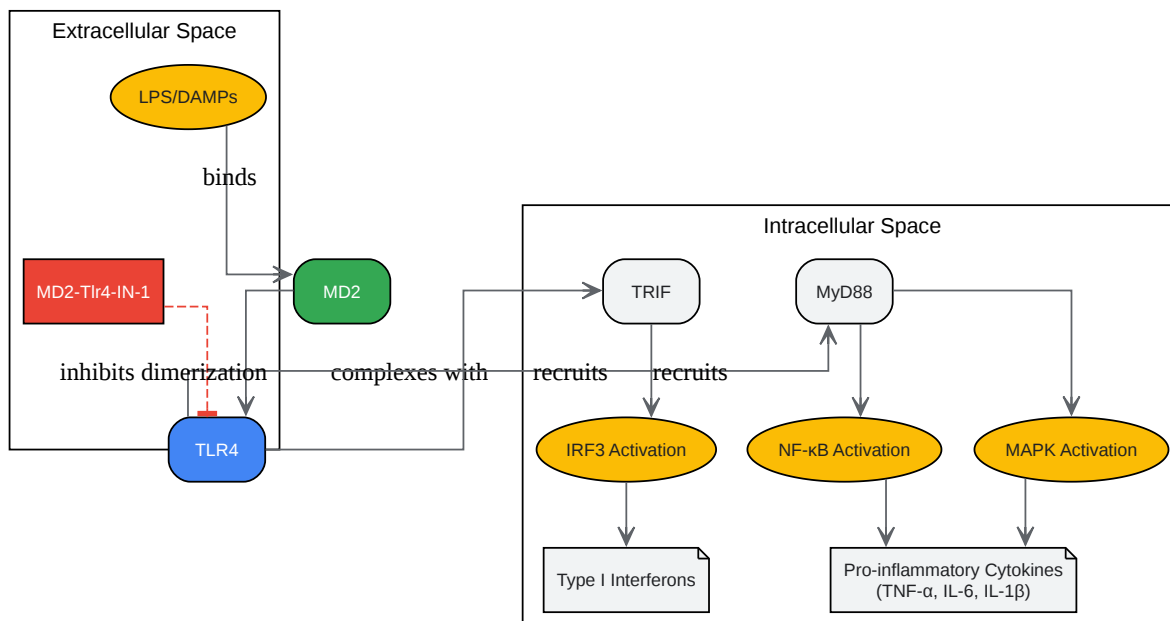 Extracellular Space
LPS/DAMPs
binds
Intracellular Space
MD2-Tlr4-IN-1
MD2
TRIF
MyD88
inhibits dimerization
complexes with
recruits
recruits
TLR4
IRF3 Activation
NF-κB Activation
MAPK Activation
Type I Interferons
Pro-inflammatory Cytokines
(TNF-α, IL-6, IL-1β)